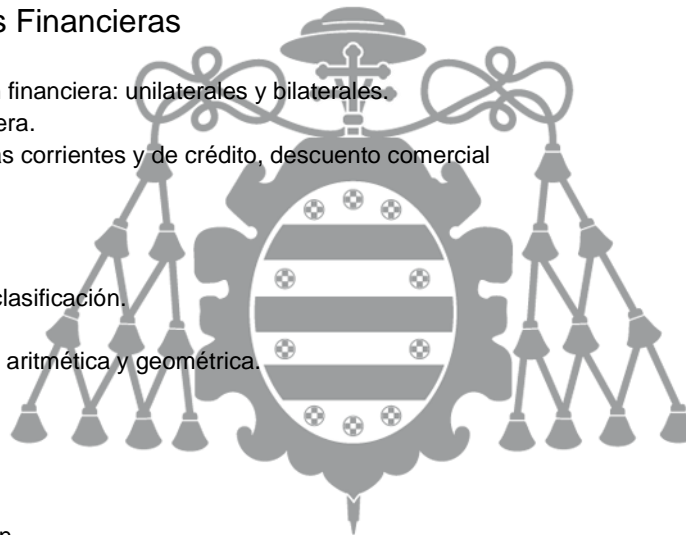 s Financieras
financiera: unilaterales y bilaterales.
era.
as corrientes y de crédito, descuento comercial
clasificación.
aritmética y geométrica.